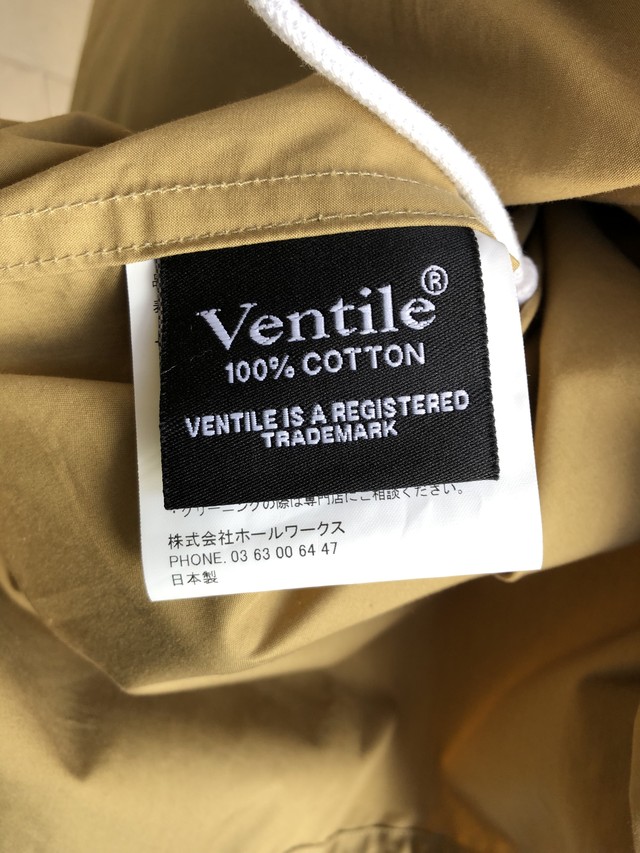 Ventile®
100% COTTON
VENTILE IS A REGISTERED
TRADEMARK
・クリーニングの際は専門店にご相談ください。
株式会社ホールワークス
PHONE. 03 63 00 64 47
日本製